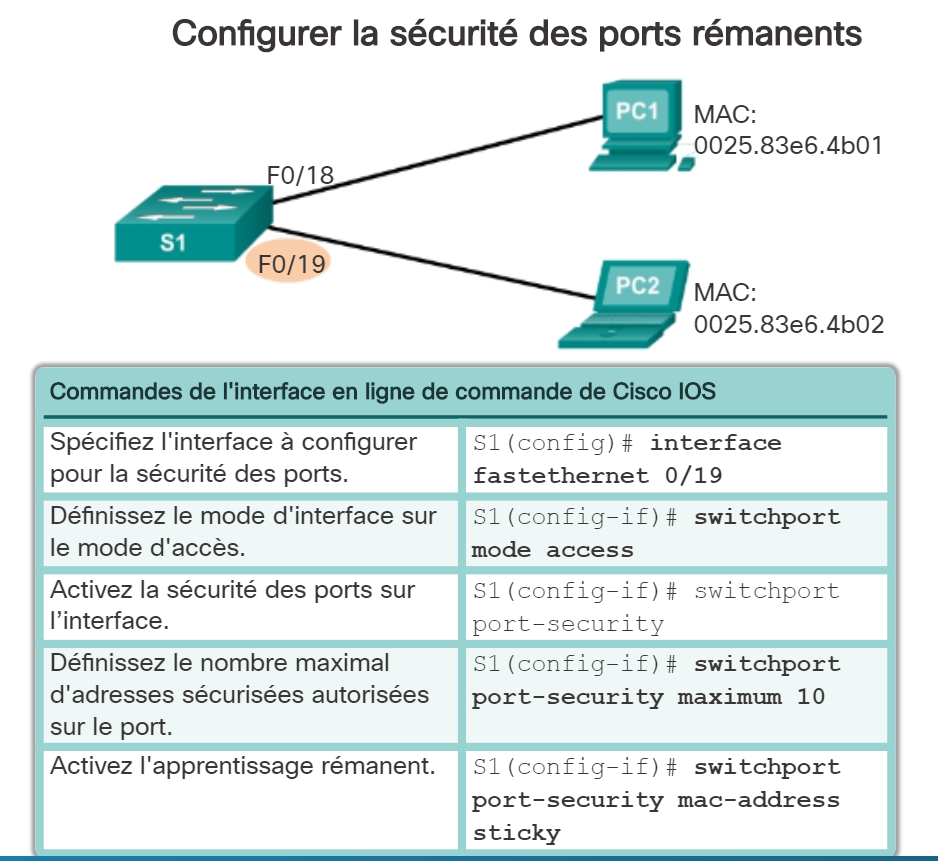 Configurer la sécurité des ports rémanents
PC1
MAC:
0025.83e6.4b01
F0/18
S1
F0/19
PC2
MAC:
0025.83e6.4b02
Commandes de l'interface en ligne de commande de Cisco IOS
Spécifiez l'interface à configurer
pour la sécurité des ports.
S1(config)# interface
fastethernet 0/19
Définissez le mode d'interface sur
le mode d'accès.
S1(config-if)# switchport
mode access
Activez la sécurité des ports sur
l’interface.
S1(config-if)# switchport
port-security
Définissez le nombre maximal
d'adresses sécurisées autorisées
sur le port.
S1(config-if)# switchport
port-security maximum 10
Activez l'apprentissage rémanent.
S1(config-if)# switchport
port-security mac-address
sticky